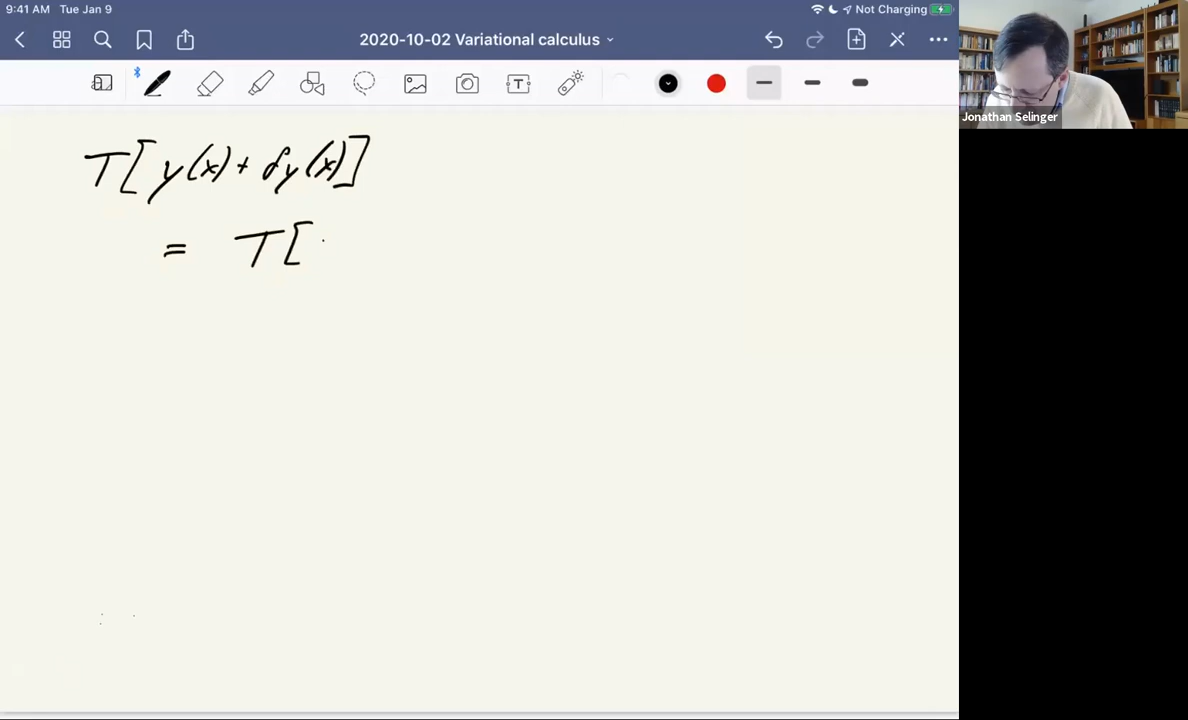 9:41 AM Tue Jan 9
Not Charging
2020-10-02 Variational calculus
T
Jonathan Selinger
T[y(x) + δy(x)]
= T[